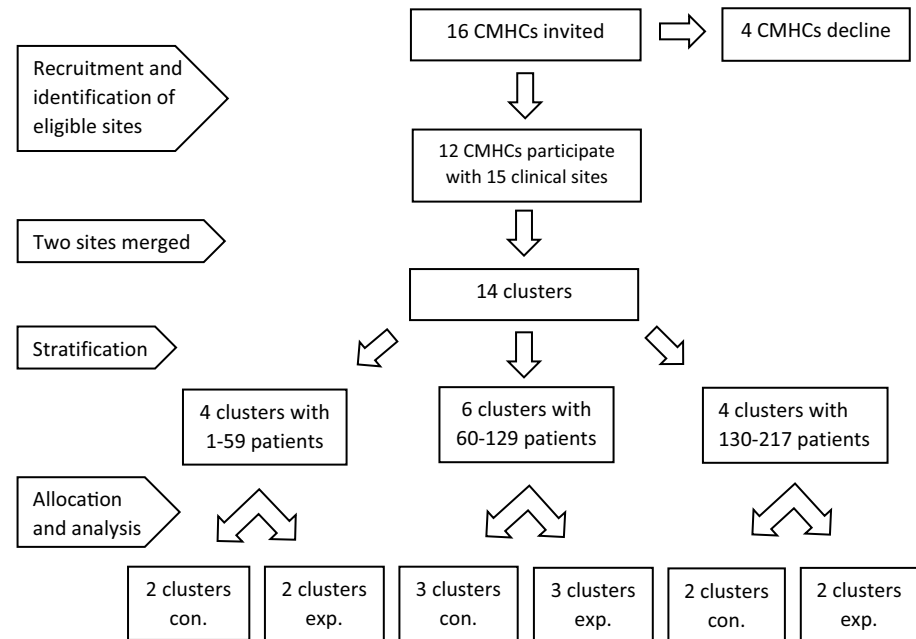 16 CMHCs invited
4 CMHCs decline
Recruitment and
identification of
eligible sites
12 CMHCs participate
with 15 clinical sites
Two sites merged
14 clusters
Stratification
4 clusters with
1-59 patients
6 clusters with
60-129 patients
4 clusters with
130-217 patients
Allocation
and analysis
2 clusters
con.
2 clusters
exp.
3 clusters
con.
3 clusters
exp.
2 clusters
con.
2 clusters
exp.